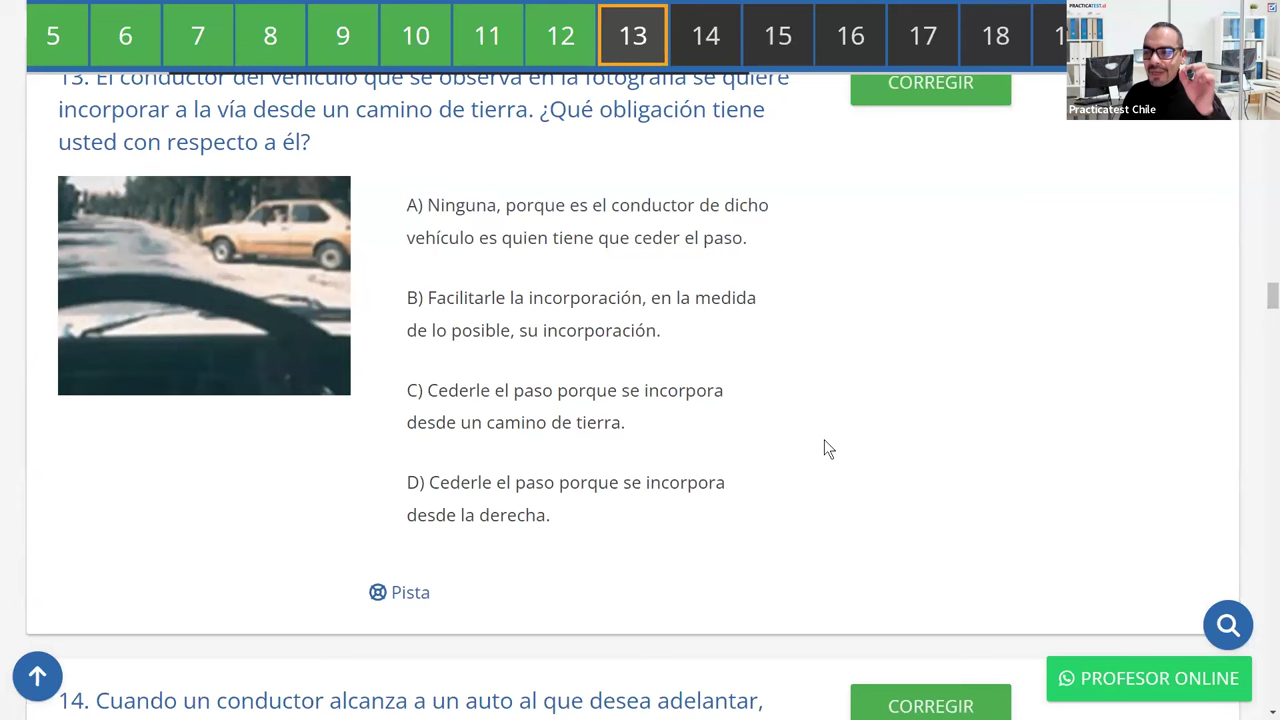 5 6 7 8 9 10 11 12 13 14 15 16 17 18
PRACTICATEST.cl
Practicatest Chile
13. El conductor del vehículo que se observa en la fotografía se quiere
incorporar a la vía desde un camino de tierra. ¿Qué obligación tiene
usted con respecto a él?
CORREGIR
A) Ninguna, porque es el conductor de dicho
vehículo es quien tiene que ceder el paso.
B) Facilitarle la incorporación, en la medida
de lo posible, su incorporación.
C) Cederle el paso porque se incorpora
desde un camino de tierra.
D) Cederle el paso porque se incorpora
desde la derecha.
Pista
PROFESOR ONLINE
14. Cuando un conductor alcanza a un auto al que desea adelantar,
CORREGIR